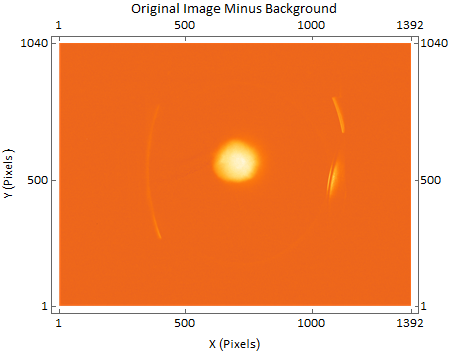 Original Image Minus Background
1 500 1000 1392
1040 1040
500 500
1 1
1 500 1000 1392
X (Pixels)
Y (Pixels)